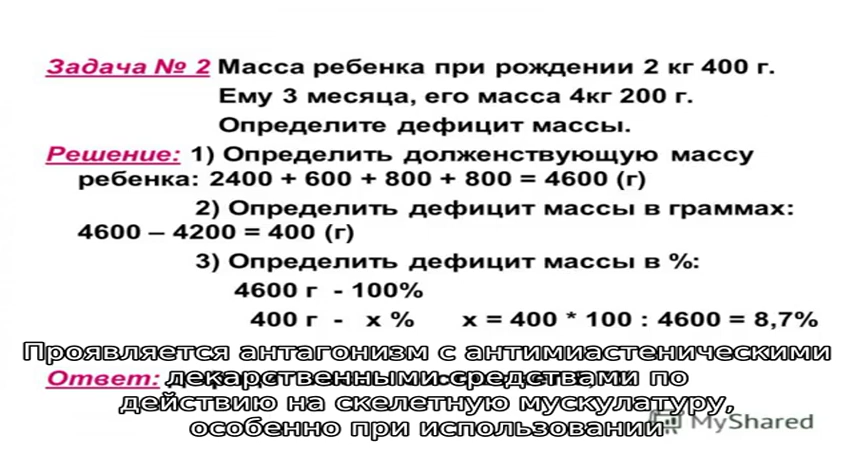 Задача № 2 Масса ребенка при рождении 2 кг 400 г.
Ему 3 месяца, его масса 4кг 200 г.
Определите дефицит массы.
Решение: 1) Определить долженствующую массу
ребенка: 2400 + 600 + 800 + 800 = 4600 (г)
2) Определить дефицит массы в граммах:
4600 – 4200 = 400 (г)
3) Определить дефицит массы в %:
4600 г - 100%
400 г - х % х = 400 * 100 : 4600 = 8,7%
Проявляется антагонизм с антимиастеническими
Ответ: лекарственными средствами по
действию на скелетную мускулатуру,
особенно при использовании
MyShared